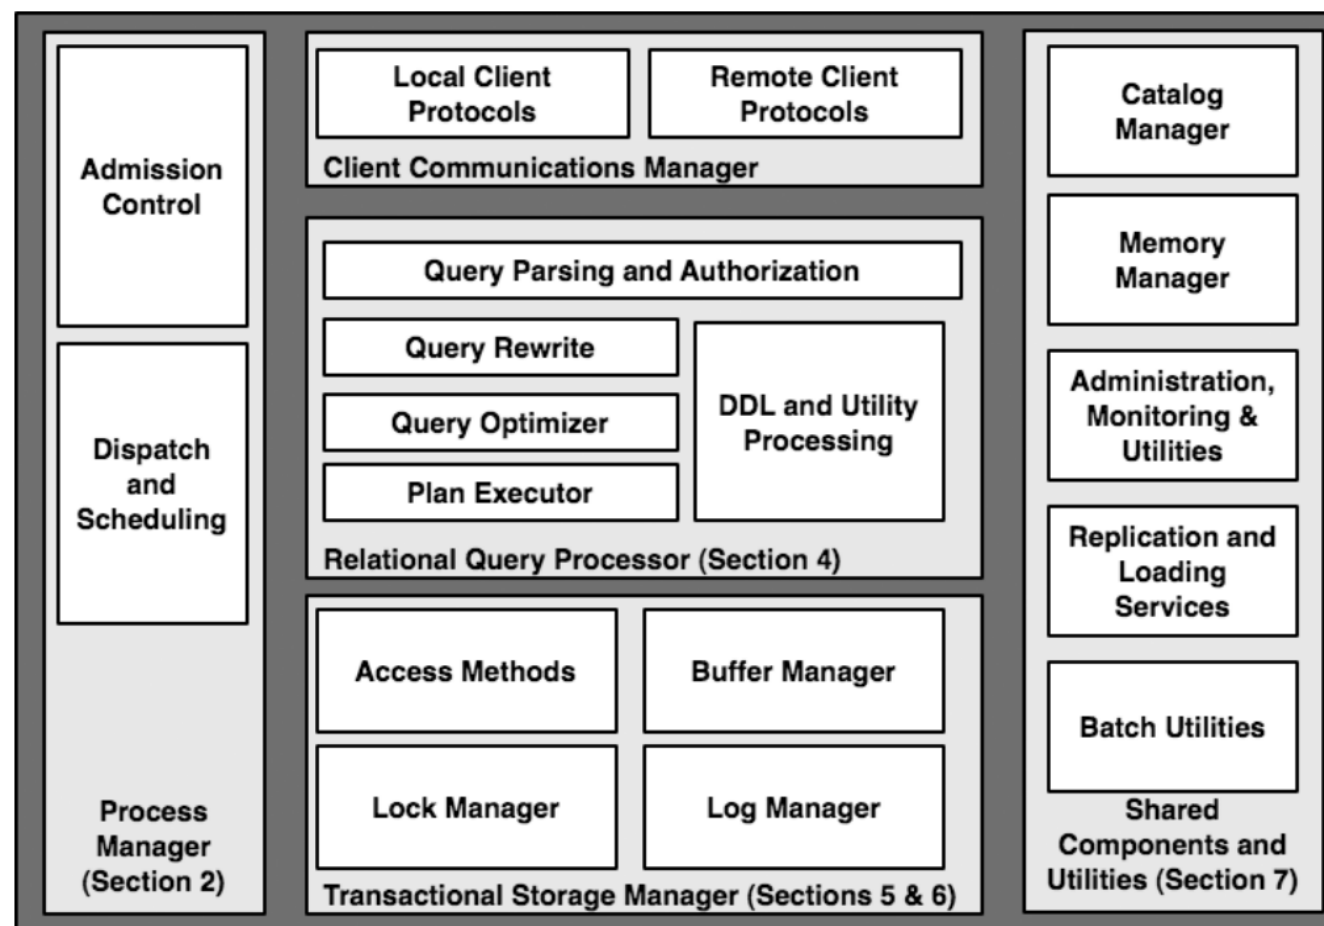 Admission
Control
Dispatch
and
Scheduling
Process
Manager
(Section 2)
Local Client
Protocols
Remote Client
Protocols
Client Communications Manager
Query Parsing and Authorization
Query Rewrite
Query Optimizer
Plan Executor
DDL and Utility
Processing
Relational Query Processor (Section 4)
Access Methods
Buffer Manager
Lock Manager
Log Manager
Transactional Storage Manager (Sections 5 & 6)
Catalog
Manager
Memory
Manager
Administration,
Monitoring &
Utilities
Replication and
Loading
Services
Batch Utilities
Shared
Components and
Utilities (Section 7)